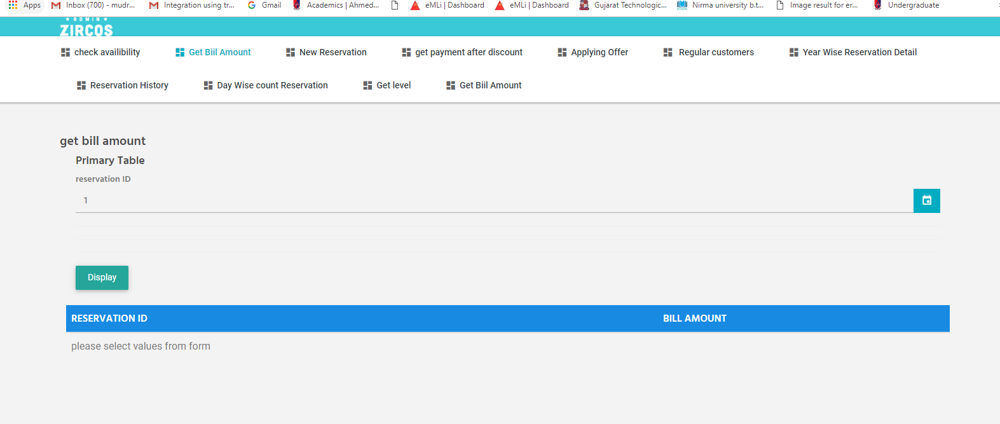 Apps Inbox (700) - mudr... Integration using tr... Gmail Academics | Ahmed... eMLi | Dashboard eMLi | Dashboard Gujarat Technologic... Nirma university b.t... Image result for er... Undergraduate
ADMIN
ZIRCOS
check availibility Get Biil Amount New Reservation get payment after discount Applying Offer Regular customers Year Wise Reservation Detail
Reservation History Day Wise count Reservation Get level Get Biil Amount
get bill amount
Primary Table
reservation ID
1
Display
RESERVATION ID BILL AMOUNT
please select values from form